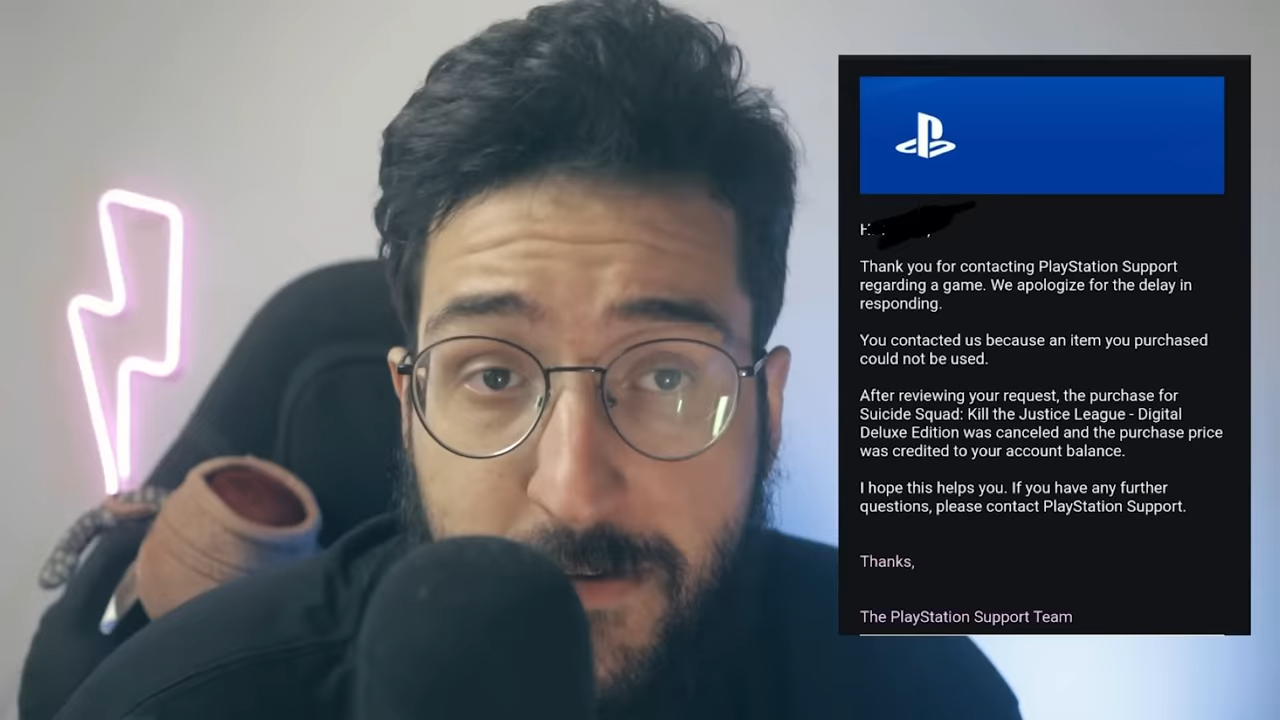 Thank you for contacting PlayStation Support
regarding a game. We apologize for the delay in
responding.
You contacted us because an item you purchased
could not be used.
After reviewing your request, the purchase for
Suicide Squad: Kill the Justice League - Digital
Deluxe Edition was canceled and the purchase price
was credited to your account balance.
I hope this helps you. If you have any further
questions, please contact PlayStation Support.
Thanks,
The PlayStation Support Team